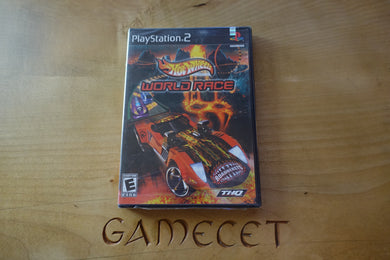 PlayStation 2
Hot Wheels
WORLD RACE
E
THQ
GAMECET